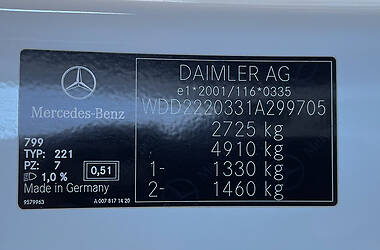 DAIMLER AG
e1*2001/116*0335
WDD2220331A299705
2725 kg
4910 kg
1- 1330 kg
2- 1460 kg
Mercedes-Benz
799
TYP: 221
PZ: 7
1,0 %
0,51
Made in Germany
9579963
A 007 817 14 20